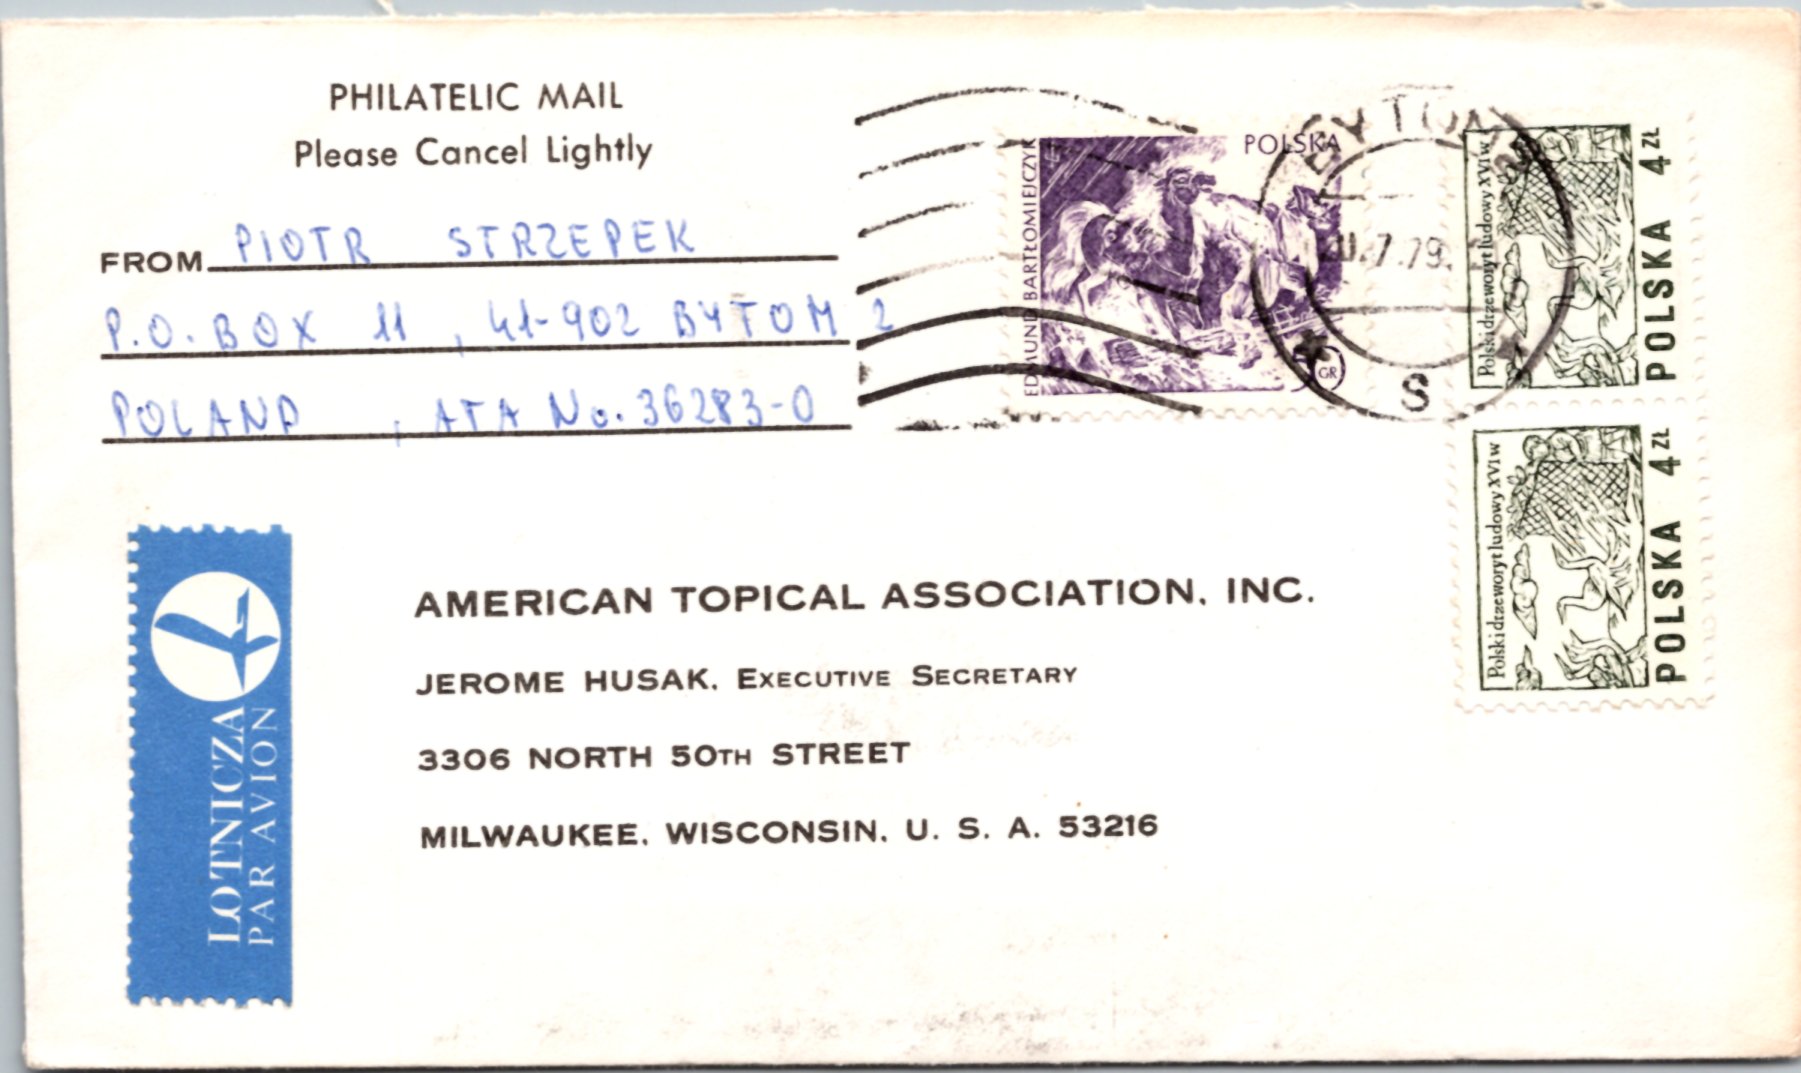 PHILATELIC MAIL
Please Cancel Lightly
FROM PIOTR STRZEPEK
P.O. BOX 11, 41-902 BYTOM 2
POLAND, ATA No. 36283-0
POLSKA
EDMUND BARTŁOMIEJCZYK
GR
BYTOM
.7.79
S
Polski drzeworyt ludowy XVI w
POLSKA 4 ZŁ
Polski drzeworyt ludowy XVI w
POLSKA 4 ZŁ
LOTNICZA
PAR AVION
AMERICAN TOPICAL ASSOCIATION, INC.
JEROME HUSAK, EXECUTIVE SECRETARY
3306 NORTH 50TH STREET
MILWAUKEE, WISCONSIN, U. S. A. 53216